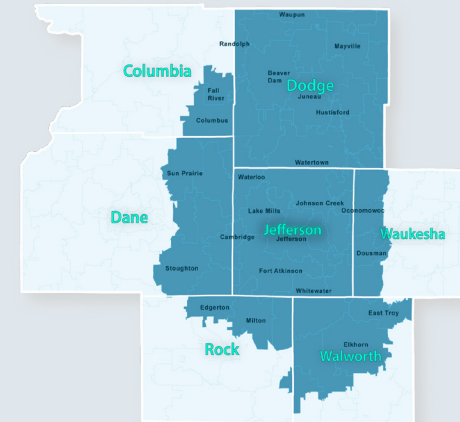 Waupun
Randolph
Mayville
Columbia
Beaver
Dam
Dodge
Fall
River
Juneau
Columbus
Hustisford
Watertown
Sun Prairie
Waterloo
Johnson Creek
Lake Mills
Oconomowoc
Dane
Cambridge
Jefferson
Jefferson
Waukesha
Dousman
Stoughton
Fort Atkinson
Whitewater
Edgerton
Milton
East Troy
Rock
Elkhorn
Walworth